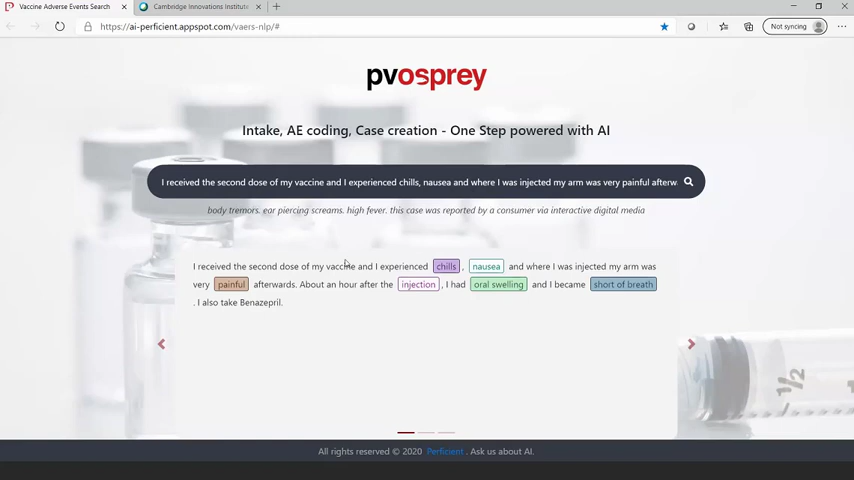 Vaccine Adverse Events Search
Cambridge Innovations Institute
https://ai-perficient.appspot.com/vaers-nlp/#
Not syncing
pvosprey
Intake, AE coding, Case creation - One Step powered with AI
I received the second dose of my vaccine and I experienced chills, nausea and where I was injected my arm was very painful afterw
body tremors. ear piercing screams. high fever. this case was reported by a consumer via interactive digital media
I received the second dose of my vaccine and I experienced chills , nausea and where I was injected my arm was
very painful afterwards. About an hour after the injection , I had oral swelling and I became short of breath
. I also take Benazepril.
1/2
All rights reserved © 2020 Perficient . Ask us about AI.